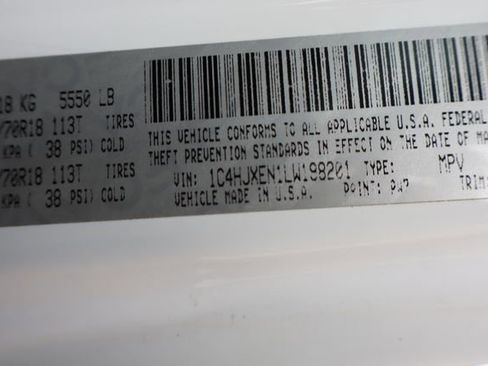 18 KG 5550 LB
/70R18 113T TIRES
KPA ( 38 PSI) COLD
/70R18 113T TIRES
KPA ( 38 PSI) COLD
THIS VEHICLE CONFORMS TO ALL APPLICABLE U.S.A. FEDERAL
THEFT PREVENTION STANDARDS IN EFFECT ON THE DATE OF MA
VIN: 1C4HJXEN1LW198201 TYPE: MPV
VEHICLE MADE IN U.S.A. PAINT: PW7 TRIM: